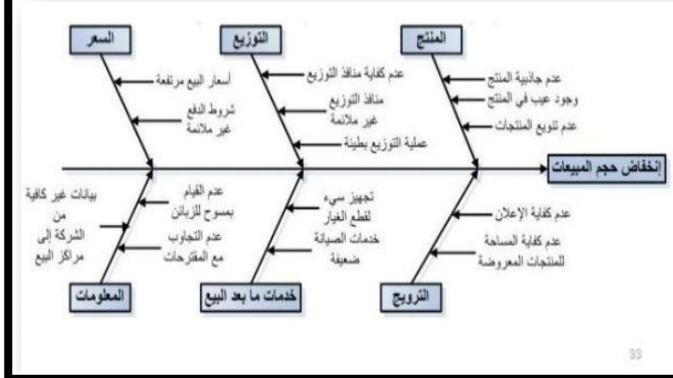 المنتج
التوزيع
السعر
عدم جاذبية المنتج
وجود عيب في المنتج
عدم تنويع المنتجات
عدم كفاية منافذ التوزيع
منافذ التوزيع
غير ملائمة
عملية التوزيع بطيئة
أسعار البيع مرتفعة
شروط الدفع
غير ملائمة
إنخفاض حجم المبيعات
عدم كفاية الإعلان
عدم كفاية المساحة
للمنتجات المعروضة
تجهيز سيء
لقطع الغيار
خدمات الصيانة
ضعيفة
عدم القيام
بمسوح للزبائن
عدم التجاوب
مع المقترحات
بيانات غير كافية
من
الشركة إلى
مراكز البيع
الترويج
خدمات ما بعد البيع
المعلومات
33